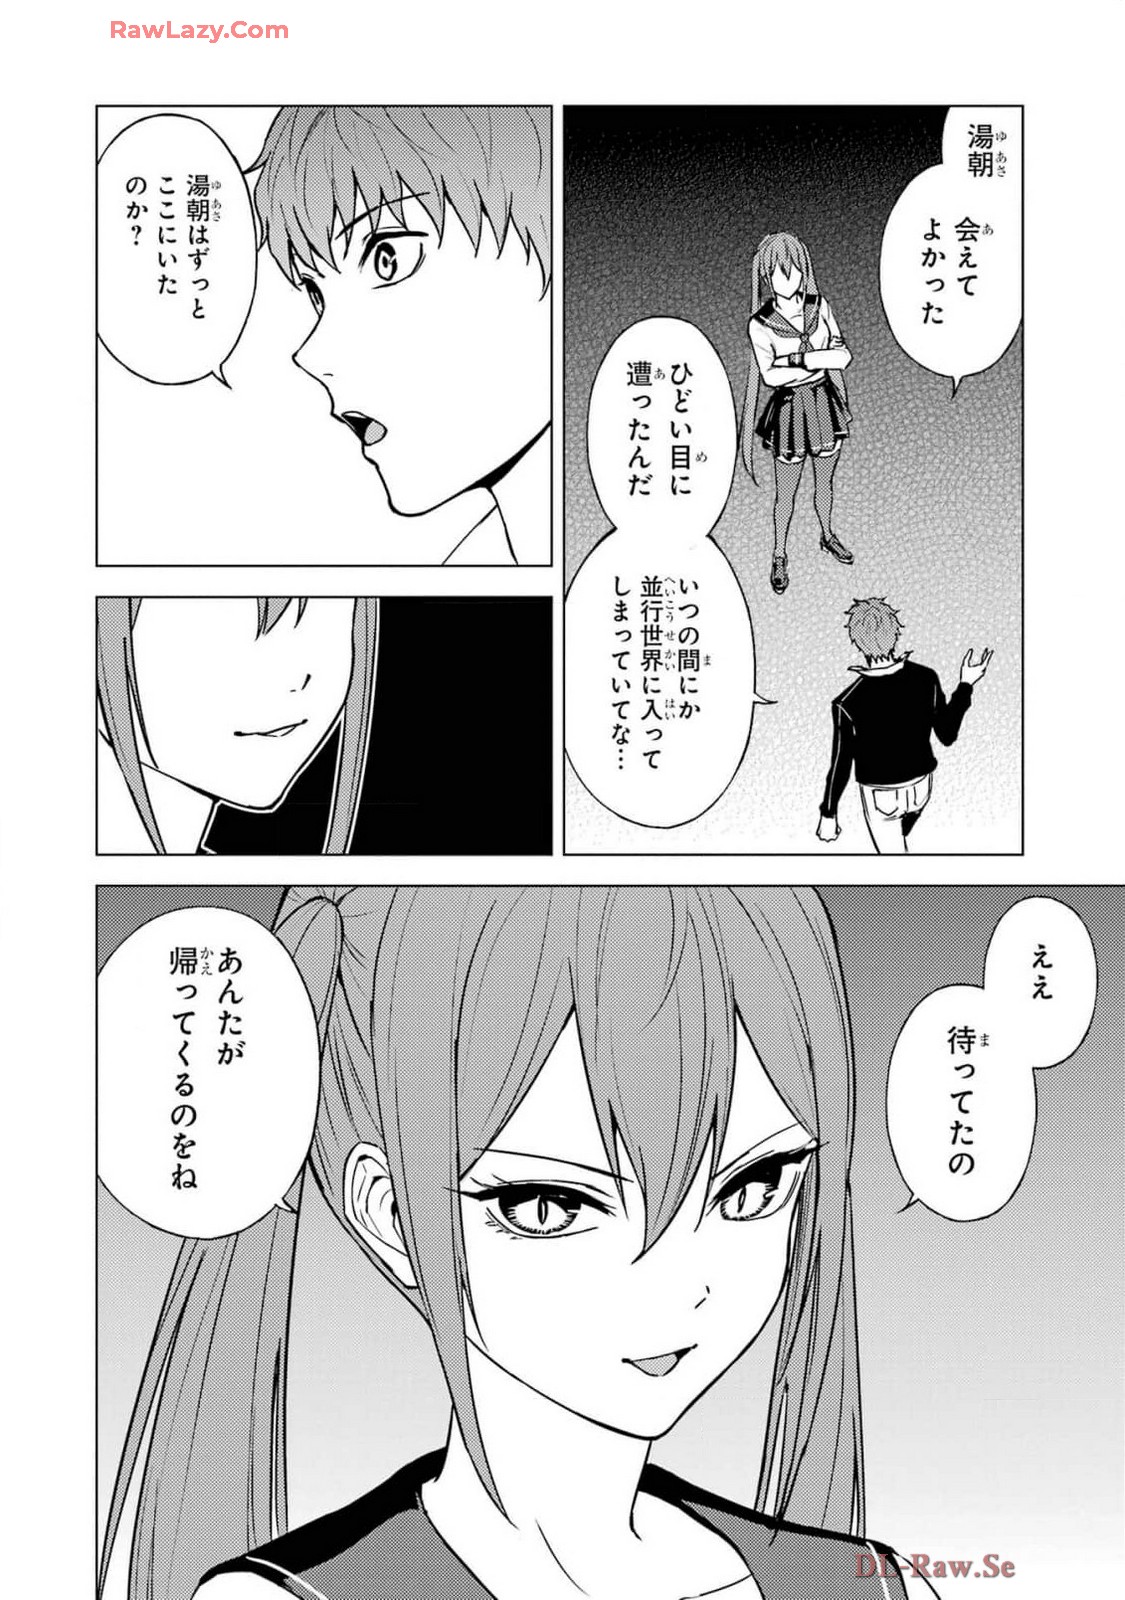 RawLazy.Com
湯朝
会えて
よかった
ひどい目に
遭ったんだ
いつの間にか
並行世界に入って
しまっていてな…
湯朝はずっと
ここにいた
のか？
ええ
待ってたの
あんたが
帰ってくるのをね
DL-Raw.Se